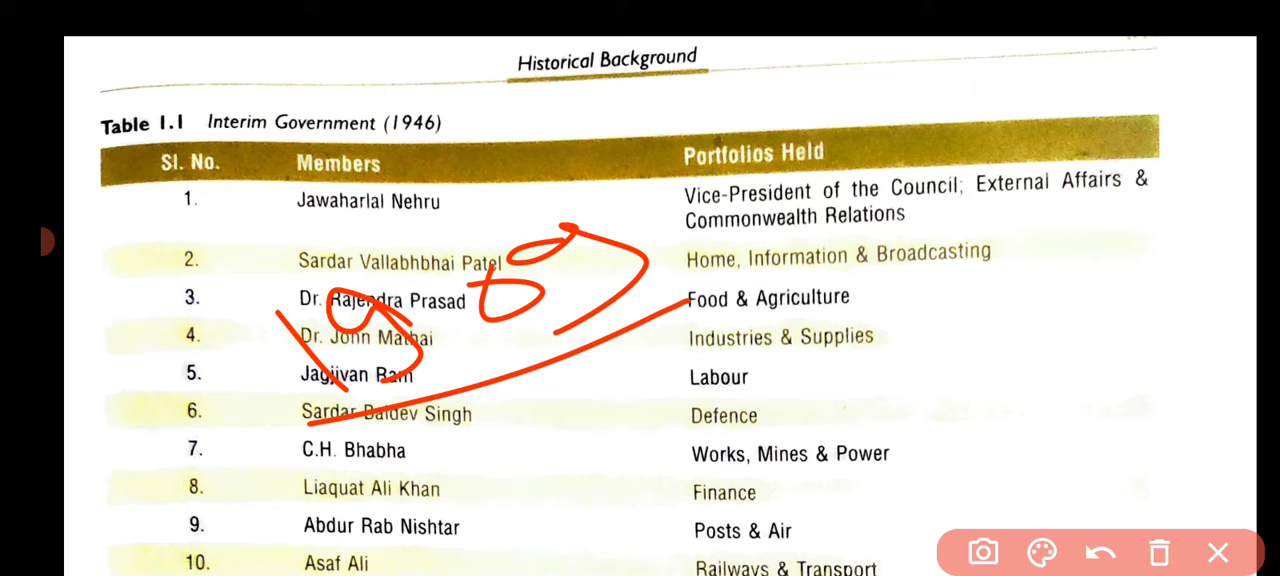 Historical Background
Table 1.1 Interim Government (1946)
Sl. No. Members Portfolios Held
1. Jawaharlal Nehru Vice-President of the Council; External Affairs &
Commonwealth Relations
2. Sardar Vallabhbhai Patel Home, Information & Broadcasting
3. Dr. Rajendra Prasad Food & Agriculture
4. Dr. John Mathai Industries & Supplies
5. Jagjivan Ram Labour
6. Sardar Baldev Singh Defence
7. C.H. Bhabha Works, Mines & Power
8. Liaquat Ali Khan Finance
9. Abdur Rab Nishtar Posts & Air
10. Asaf Ali Railways & Transport